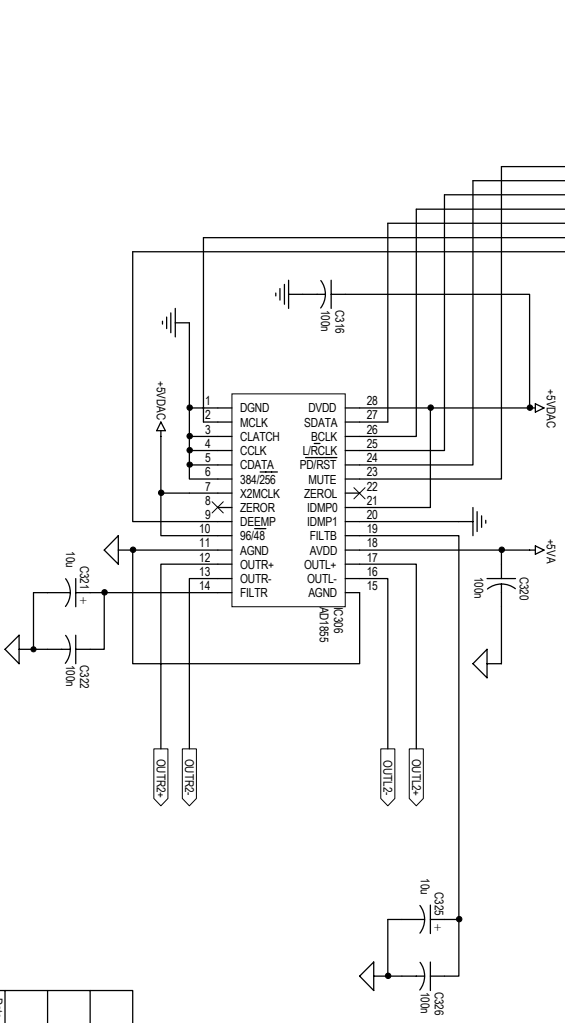 +5VDAC
C316
100n
+5VDAC
1 DGND DVDD 28
2 MCLK SDATA 27
3 CLATCH BCLK 26
4 CCLK L/RCLK 25
5 CDATA PD/RST 24
6 384/256 MUTE 23
7 X2MCLK ZEROL 22
8 ZEROR IDMP0 21
9 DEEMP IDMP1 20
10 96/48 FILTB 19
11 AGND AVDD 18
12 OUTR+ OUTL+ 17
13 OUTR- OUTL- 16
14 FILTR AGND 15
IC306
AD1855
+5VA
C320
100n
C321
10u
+
C322
100n
OUTR2+
OUTR2-
OUTL2-
OUTL2+
C325
10u
+
C326
100n